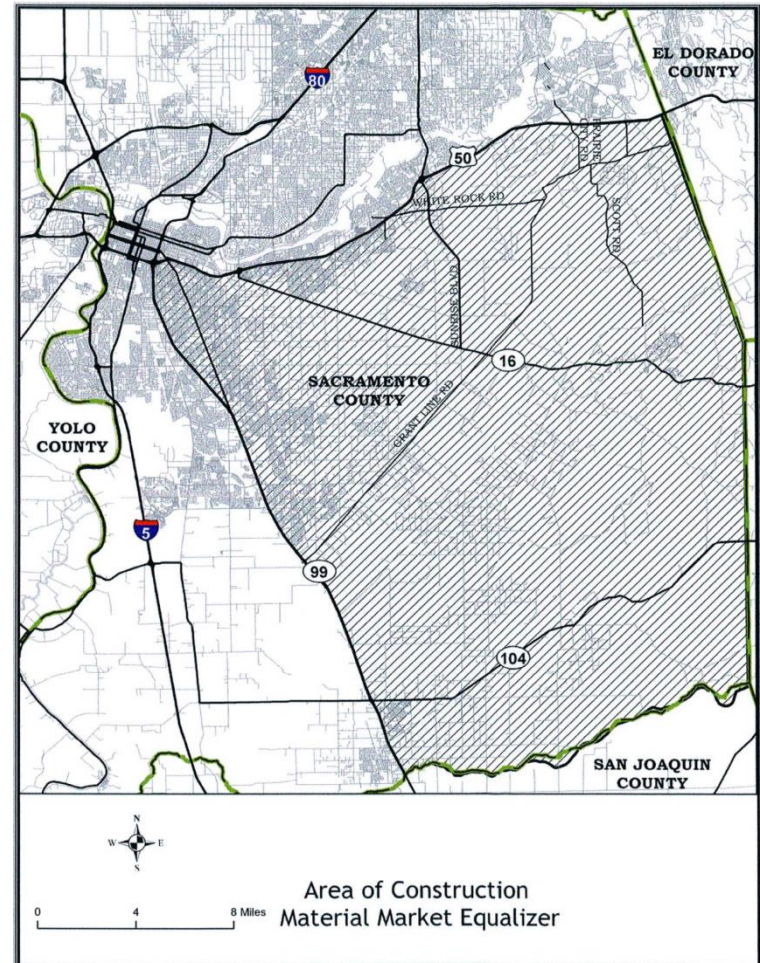 EL DORADO
COUNTY
80
50
PRAIRIE
CITY RD
WHITE ROCK RD
SCOTT RD
SUNRISE BLVD
16
SACRAMENTO
COUNTY
GRANT LINE RD
YOLO
COUNTY
5
99
104
SAN JOAQUIN
COUNTY
N
W E
S
0 4 8 Miles
Area of Construction
Material Market Equalizer